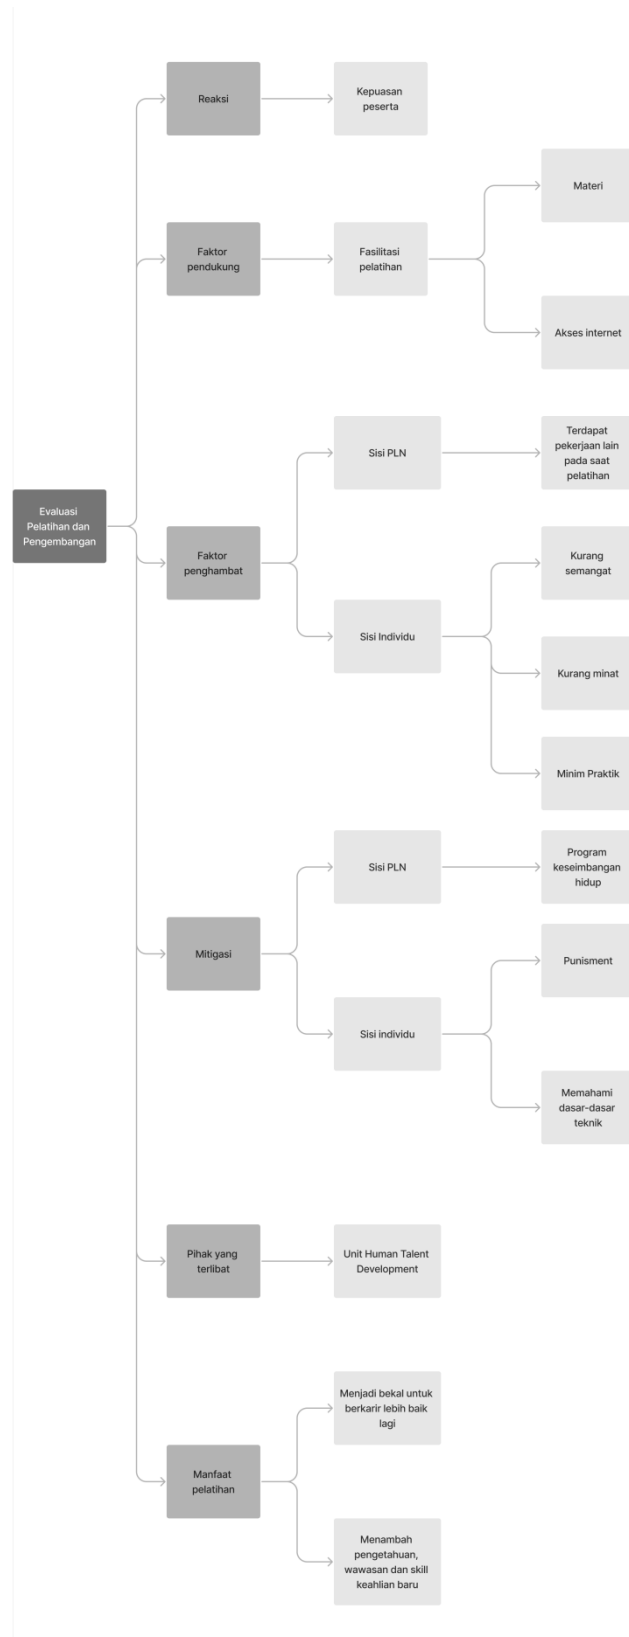 Reaksi
Kepuasan
peserta
Materi
Faktor
pendukung
Fasilitasi
pelatihan
Akses internet
Evaluasi
Pelatihan dan
Pengembangan
Faktor
penghambat
Sisi PLN
Terdapat
pekerjaan lain
pada saat
pelatihan
Sisi Individu
Kurang
semangat
Kurang minat
Minim Praktik
Mitigasi
Sisi PLN
Program
keseimbangan
hidup
Sisi individu
Punisment
Memahami
dasar-dasar
teknik
Pihak yang
terlibat
Unit Human Talent
Development
Manfaat
pelatihan
Menjadi bekal untuk
berkarir lebih baik
lagi
Menambah
pengetahuan,
wawasan dan skill
keahlian baru